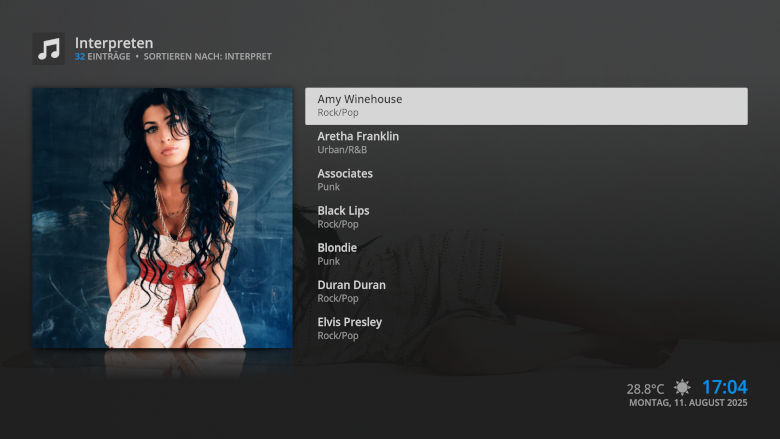 Interpreten
32 EINTRÄGE • SORTIEREN NACH: INTERPRET
Amy Winehouse
Rock/Pop
Aretha Franklin
Urban/R&B
Associates
Punk
Black Lips
Rock/Pop
Blondie
Punk
Duran Duran
Rock/Pop
Elvis Presley
Rock/Pop
28.8°C 17:04
MONTAG, 11. AUGUST 2025